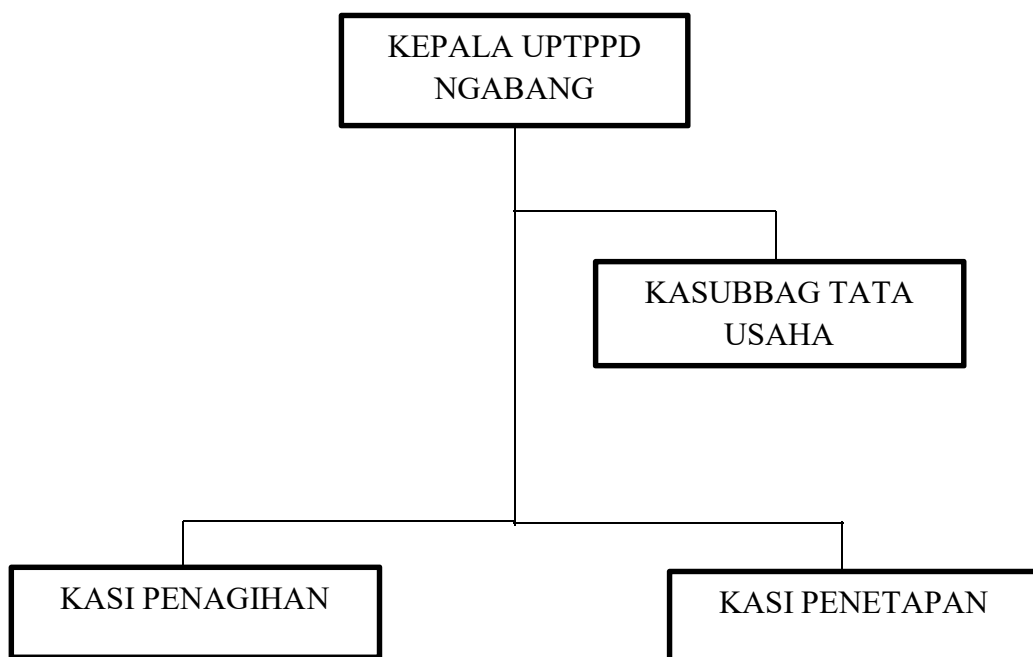 KEPALA UPTPPD
NGABANG
KASUBBAG TATA
USAHA
KASI PENAGIHAN
KASI PENETAPAN